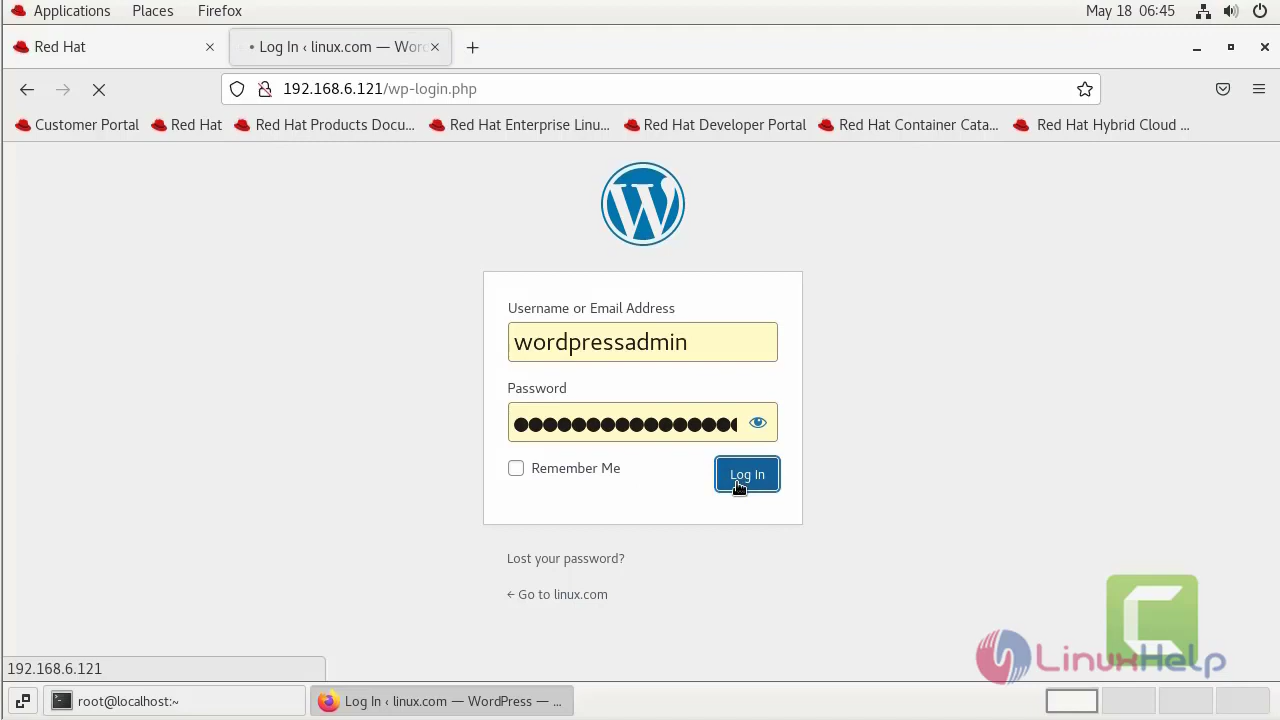 Applications Places Firefox May 18 06:45
Red Hat Log In ‹ linux.com — Wor
192.168.6.121/wp-login.php
Customer Portal Red Hat Red Hat Products Docu... Red Hat Enterprise Linu... Red Hat Developer Portal Red Hat Container Cata... Red Hat Hybrid Cloud ...
Username or Email Address
wordpressadmin
Password
Remember Me Log In
Lost your password?
← Go to linux.com
LinuxHelp
192.168.6.121
root@localhost:~ Log In ‹ linux.com — WordPress — ...